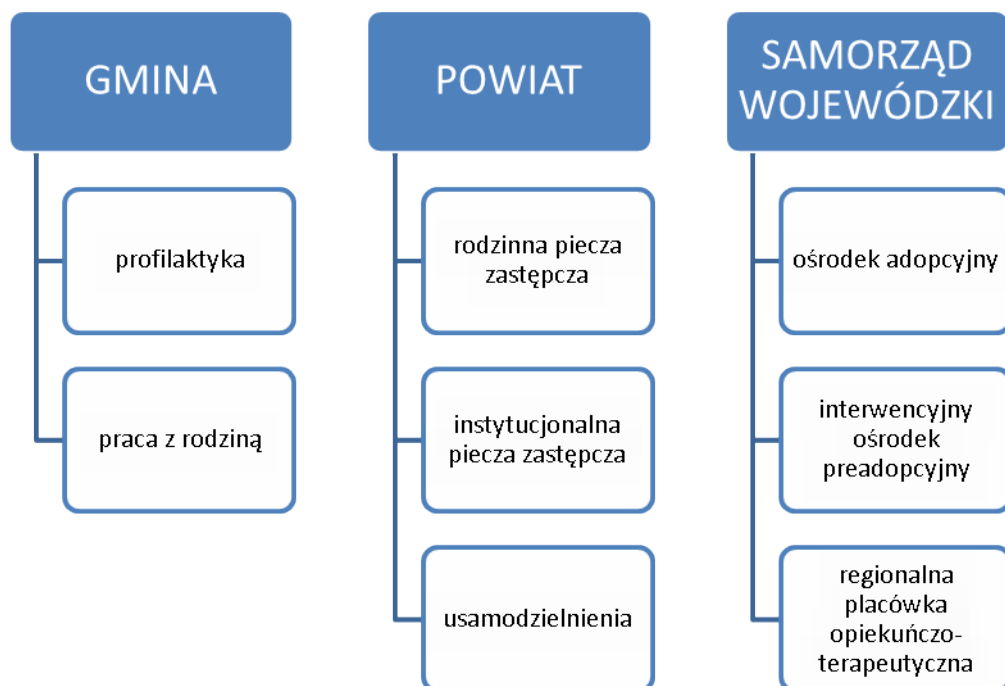 GMINA
profilaktyka
praca z rodziną
POWIAT
rodzinna piecza
zastępcza
instytucjonalna
piecza zastępcza
usamodzielnienia
SAMORZĄD
WOJEWÓDZKI
ośrodek adopcyjny
interwencyjny
ośrodek
preadopcyjny
regionalna
placówka
opiekuńczo-
terapeutyczna